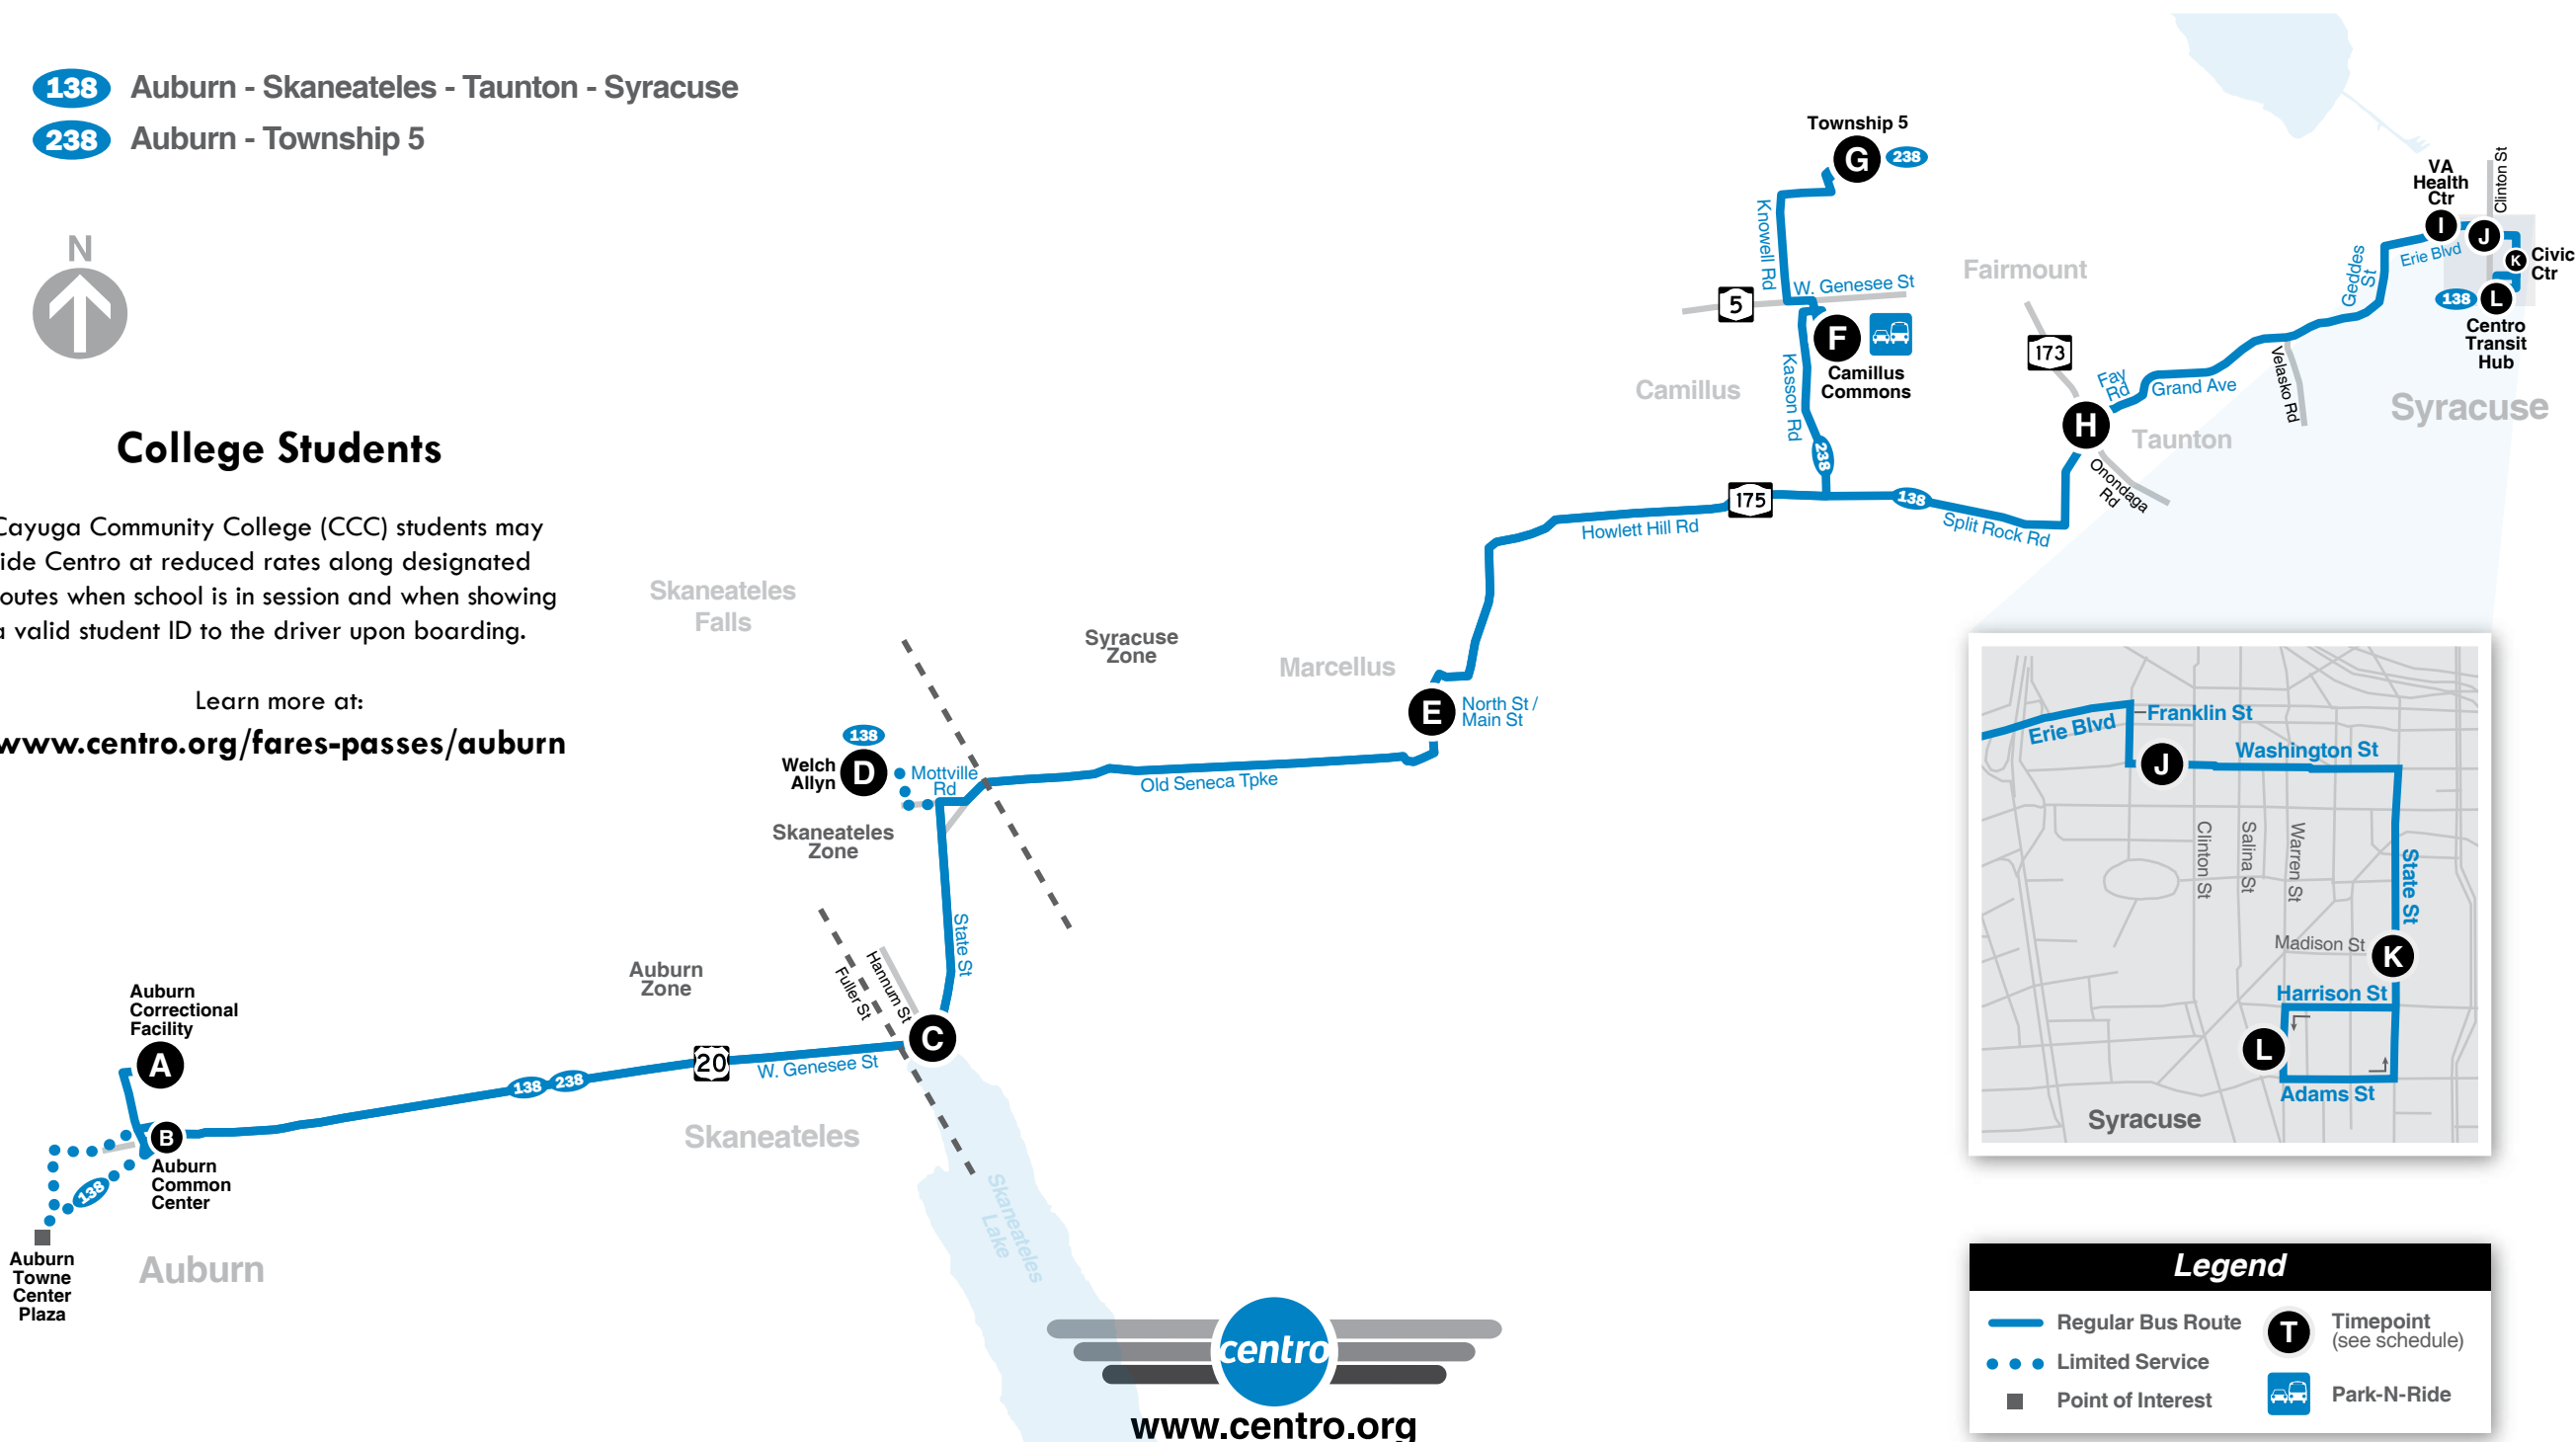 138 Auburn - Skaneateles - Taunton - Syracuse
238 Auburn - Township 5
N
College Students
Cayuga Community College (CCC) students may
ide Centro at reduced rates along designated
outes when school is in session and when showing
a valid student ID to the driver upon boarding.
Learn more at:
www.centro.org/fares-passes/auburn
Township 5
G 238
Knowell Rd
W. Genesee St
5
F
Camillus
Commons
Camillus
Kasson Rd
238
Fairmount
173
Fay
Rd
Grand Ave
H
Taunton
Onondaga
Rd
Velasko Rd
Geddes
St
Erie Blvd
VA
Health
Ctr
I
J
Clinton St
K
Civic
Ctr
138 L
Centro
Transit
Hub
Syracuse
175
138
Howlett Hill Rd
Split Rock Rd
Skaneateles
Falls
Syracuse
Zone
Marcellus
E
North St /
Main St
138
Welch
Allyn
D
Mottville
Rd
Old Seneca Tpke
Skaneateles
Zone
State St
Auburn
Zone
Fuller St
Hannum St
C
20
W. Genesee St
138 238
Skaneateles
Skaneateles
Lake
Auburn
Correctional
Facility
A
B
Auburn
Common
Center
138
Auburn
Towne
Center
Plaza
Auburn
Erie Blvd
Franklin St
J
Washington St
Clinton St
Salina St
Warren St
State St
Madison St
K
Harrison St
L
Adams St
Syracuse
centro
www.centro.org
Legend
Regular Bus Route
Limited Service
Point of Interest
T
Timepoint
(see schedule)
Park-N-Ride